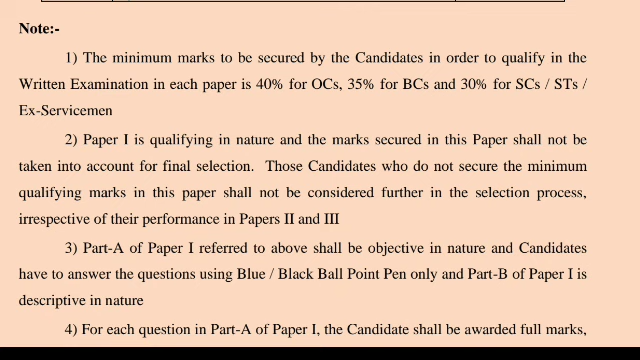 Note:-
1) The minimum marks to be secured by the Candidates in order to qualify in the
Written Examination in each paper is 40% for OCs, 35% for BCs and 30% for SCs / STs /
Ex-Servicemen
2) Paper I is qualifying in nature and the marks secured in this Paper shall not be
taken into account for final selection. Those Candidates who do not secure the minimum
qualifying marks in this paper shall not be considered further in the selection process,
irrespective of their performance in Papers II and III
3) Part-A of Paper I referred to above shall be objective in nature and Candidates
have to answer the questions using Blue / Black Ball Point Pen only and Part-B of Paper I is
descriptive in nature
4) For each question in Part-A of Paper I, the Candidate shall be awarded full marks,